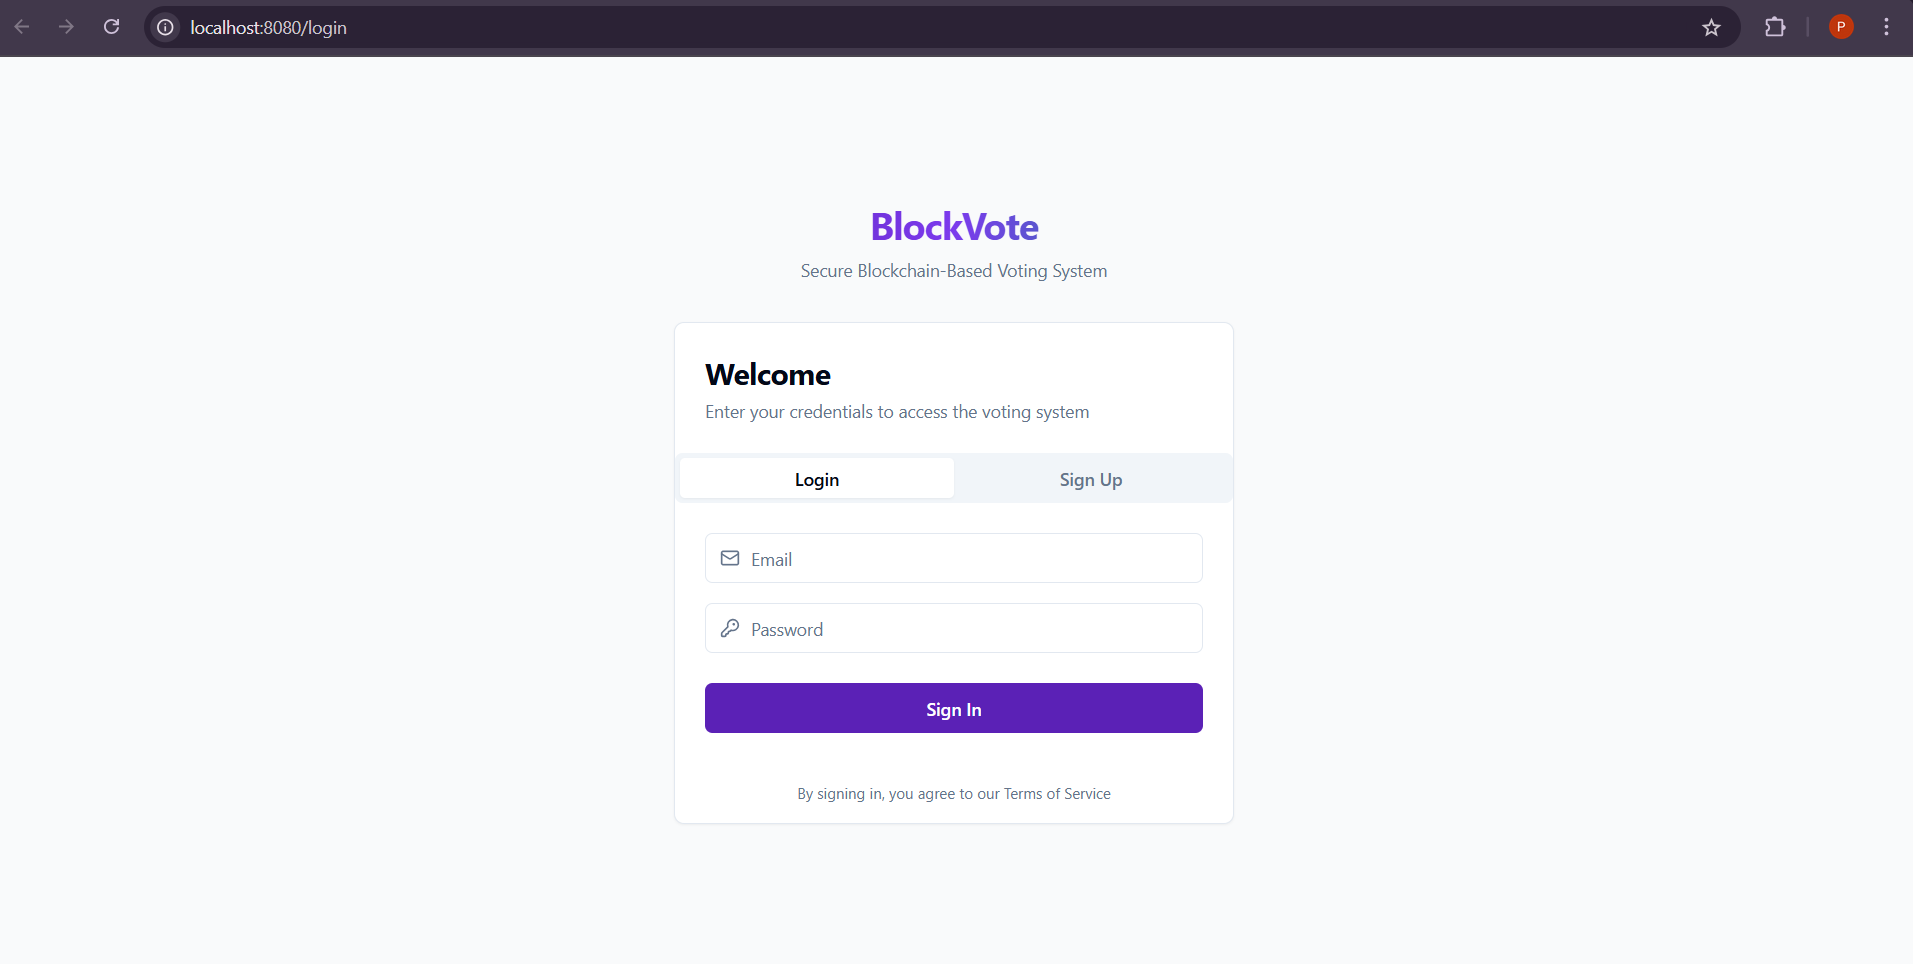 localhost:8080/login
P
BlockVote
Secure Blockchain-Based Voting System
Welcome
Enter your credentials to access the voting system
Login
Sign Up
Email
Password
Sign In
By signing in, you agree to our Terms of Service